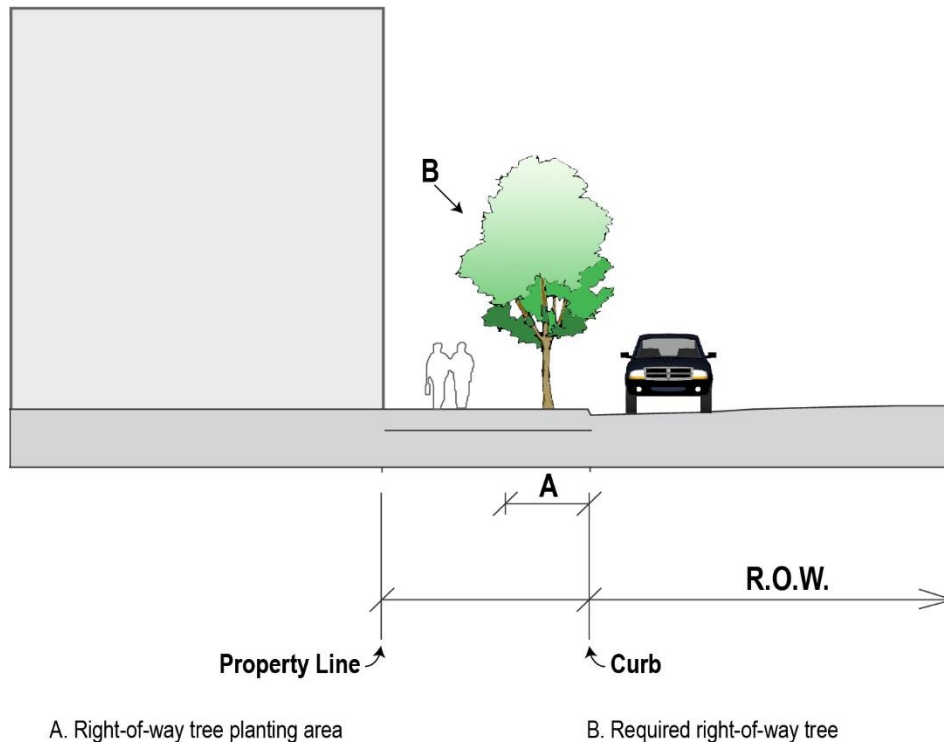 B
A
R.O.W.
Property Line
Curb
A. Right-of-way tree planting area
B. Required right-of-way tree